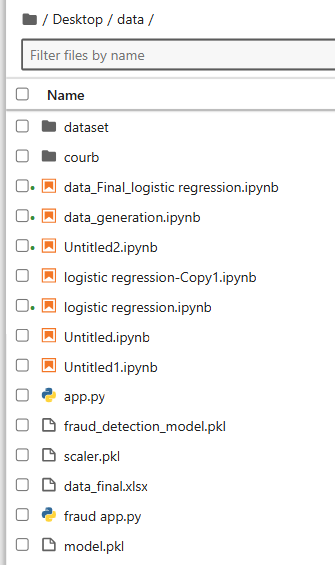 / Desktop / data /
Filter files by name
Name
dataset
courb
data_Final_logistic regression.ipynb
data_generation.ipynb
Untitled2.ipynb
logistic regression-Copy1.ipynb
logistic regression.ipynb
Untitled.ipynb
Untitled1.ipynb
app.py
fraud_detection_model.pkl
scaler.pkl
data_final.xlsx
fraud app.py
model.pkl